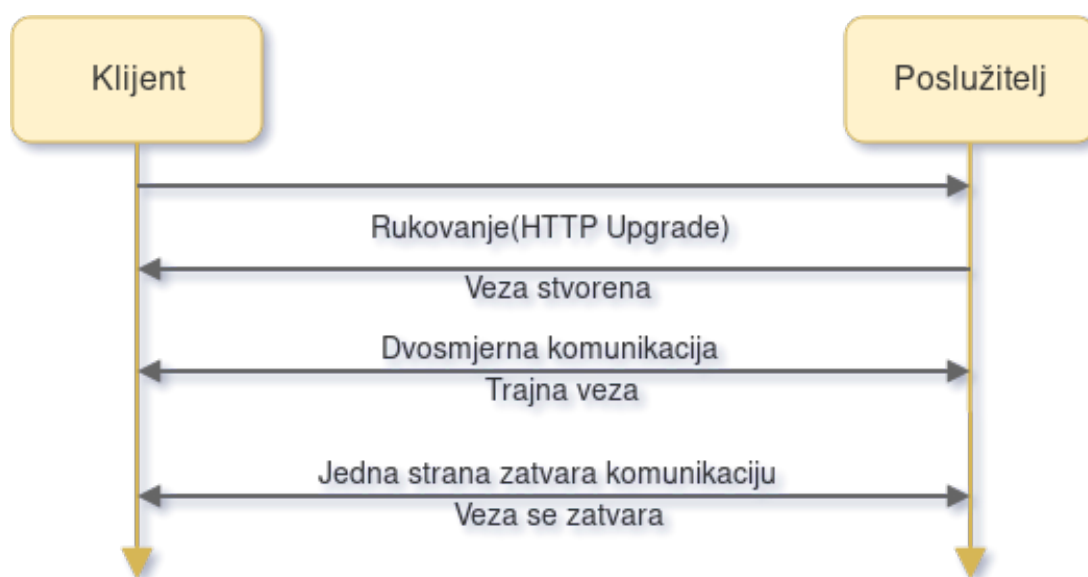 Klijent
Poslužitelj
Rukovanje(HTTP Upgrade)
Veza stvorena
Dvosmjerna komunikacija
Trajna veza
Jedna strana zatvara komunikaciju
Veza se zatvara